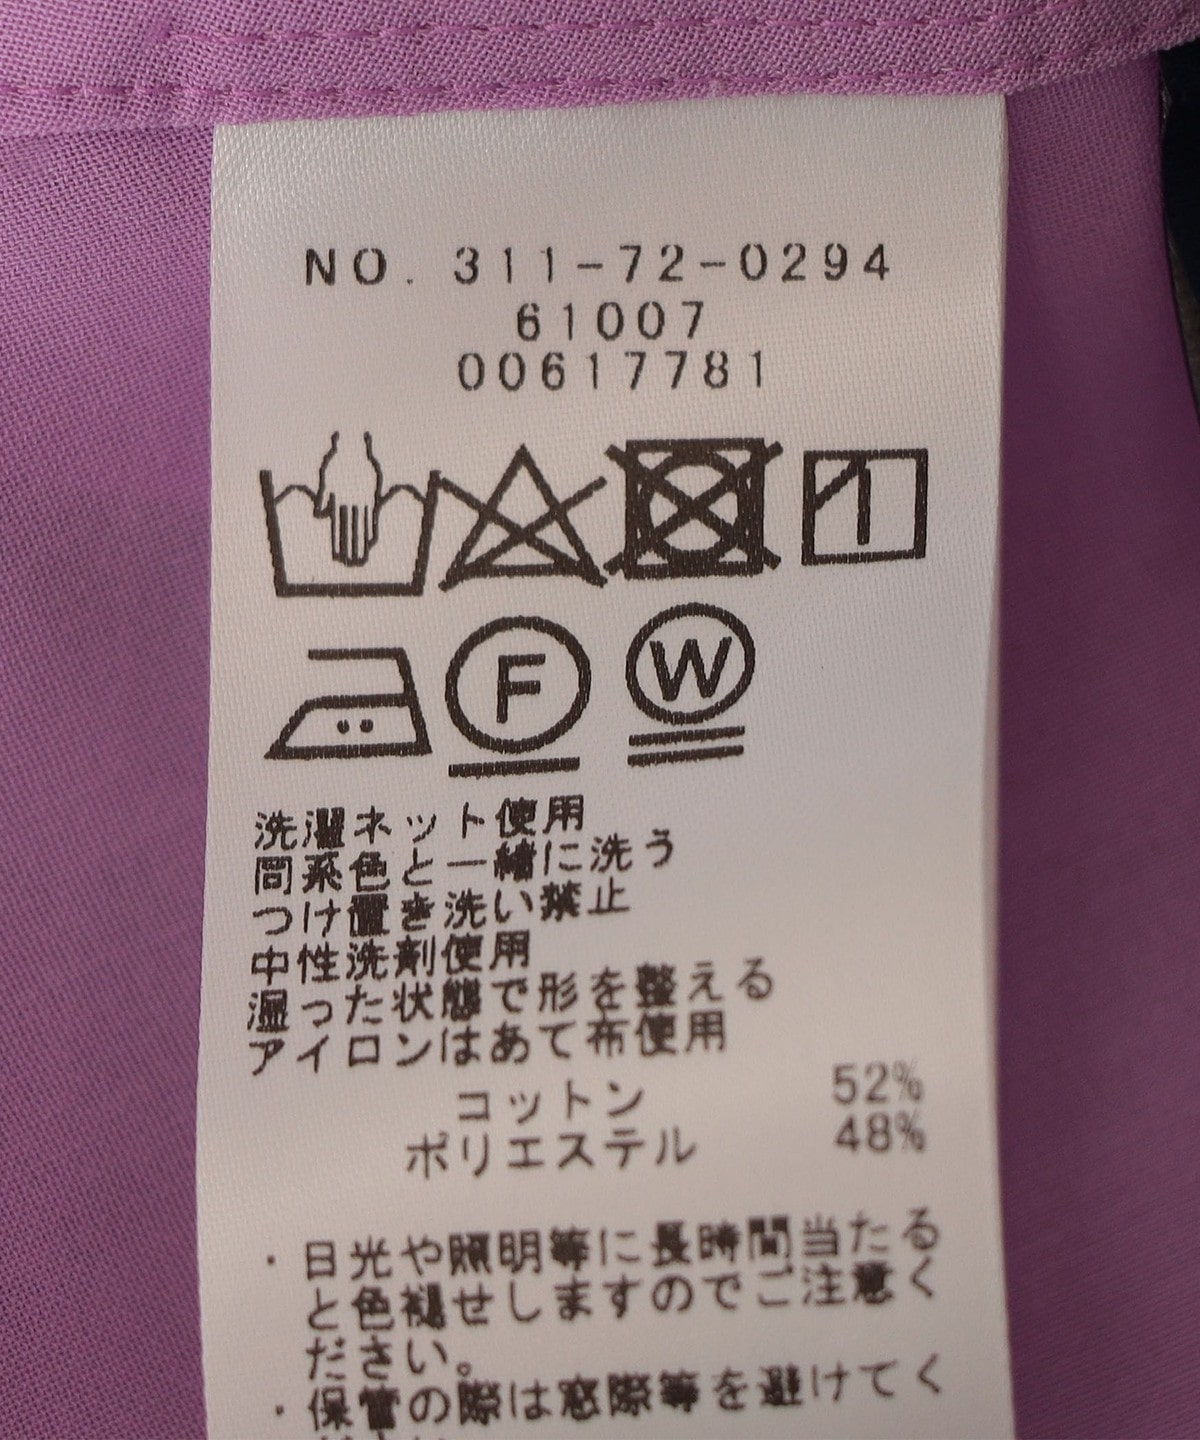 NO. 311-72-0294
61007
00617781
F
W
洗濯ネット使用
同系色と一緒に洗う
つけ置き洗い禁止
中性洗剤使用
湿った状態で形を整える
アイロンはあて布使用
コットン 52%
ポリエステル 48%
・日光や照明等に長時間当たる
と色褪せしますのでご注意く
ださい。
・保管の際は窓際等を避けてく